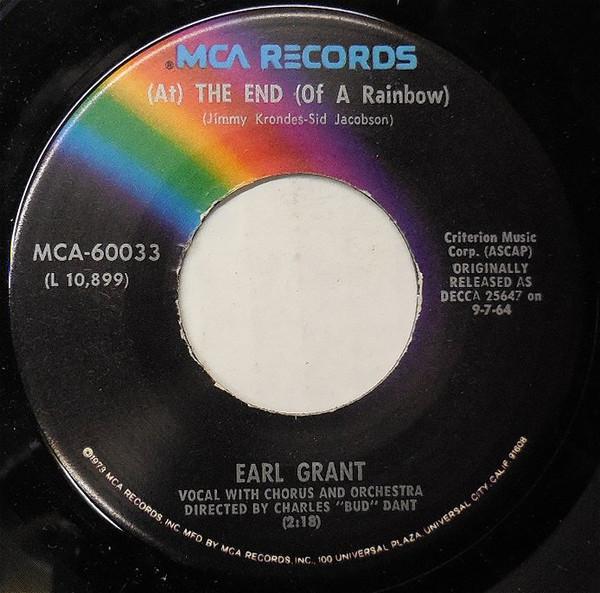 ®MCA RECORDS
(At) THE END (Of A Rainbow)
(Jimmy Krondes-Sid Jacobson)
MCA-60033
(L 10,899)
Criterion Music
Corp. (ASCAP)
ORIGINALLY
RELEASED AS
DECCA 25647 on
9-7-64
EARL GRANT
VOCAL WITH CHORUS AND ORCHESTRA
DIRECTED BY CHARLES "BUD" DANT
(2:18)
©1973 MCA RECORDS, INC. MFD BY MCA RECORDS, INC., 100 UNIVERSAL PLAZA, UNIVERSAL CITY, CALIF. 91608